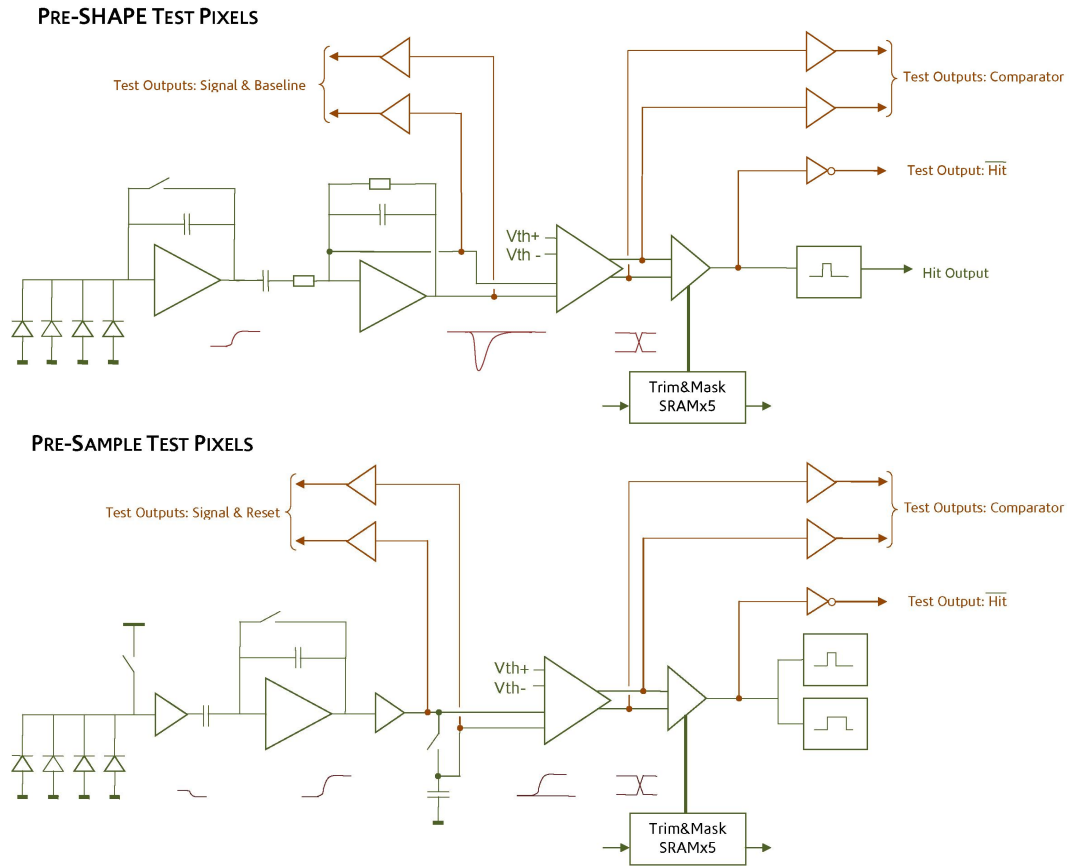 PRE-SHAPE TEST PIXELS
Test Outputs: Signal & Baseline
Test Outputs: Comparator
Test Output: Hit
Vth+
Vth -
Hit Output
Trim&Mask
SRAMx5
PRE-SAMPLE TEST PIXELS
Test Outputs: Signal & Reset
Test Outputs: Comparator
Test Output: Hit
Vth+
Vth-
Trim&Mask
SRAMx5